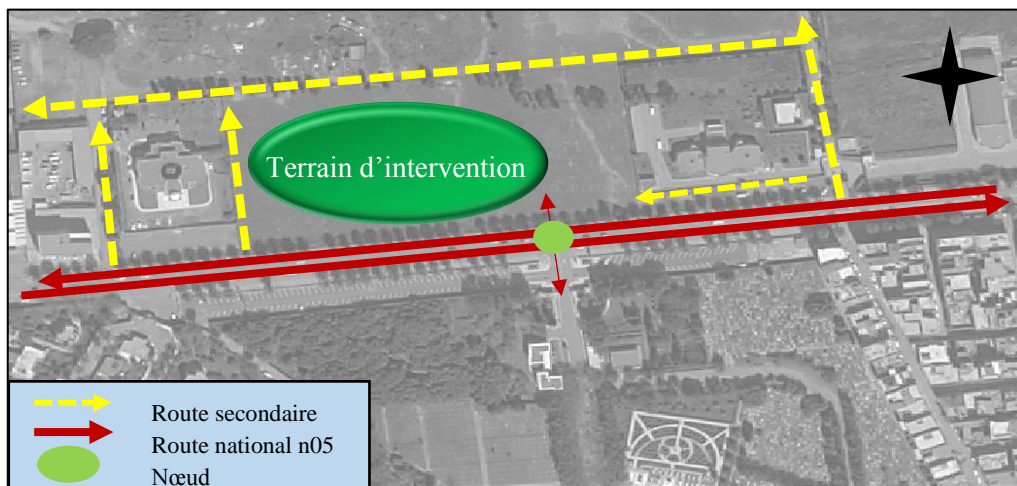 Terrain d’intervention
Route secondaire
Route national n05
Nœud